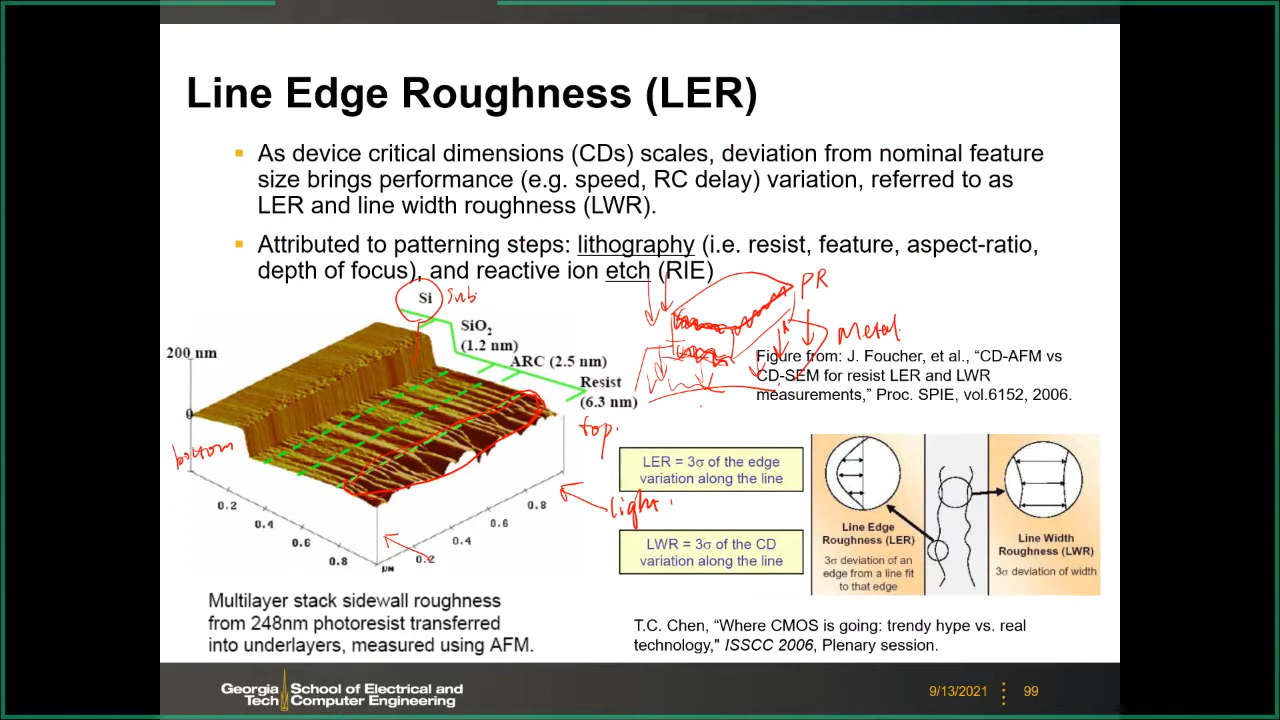 Line Edge Roughness (LER)
As device critical dimensions (CDs) scales, deviation from nominal feature
size brings performance (e.g. speed, RC delay) variation, referred to as
LER and line width roughness (LWR).
Attributed to patterning steps: lithography (i.e. resist, feature, aspect-ratio,
depth of focus), and reactive ion etch (RIE)
Si
sub
SiO2
(1.2 nm)
ARC (2.5 nm)
Resist
(6.3 nm)
200 nm
0
bottom
top.
light
0.2
0.4
0.6
0.8
μm
0.2
0.4
0.6
0.8
PR
Metal
Figure from: J. Foucher, et al., “CD-AFM vs
CD-SEM for resist LER and LWR
measurements,” Proc. SPIE, vol.6152, 2006.
LER = 3σ of the edge
variation along the line
LWR = 3σ of the CD
variation along the line
Line Edge
Roughness (LER)
3σ deviation of an
edge from a line fit
to that edge
Line Width
Roughness (LWR)
3σ deviation of width
Multilayer stack sidewall roughness
from 248nm photoresist transferred
into underlayers, measured using AFM.
T.C. Chen, “Where CMOS is going: trendy hype vs. real
technology," ISSCC 2006, Plenary session.
Georgia Tech
School of Electrical and
Computer Engineering
9/13/2021
99